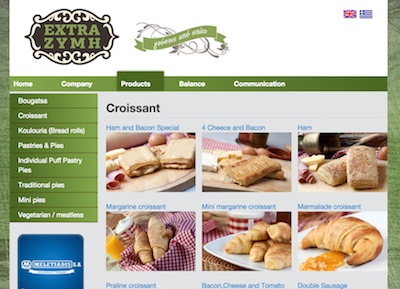 EXTRA
ΖΥΜΗ
γεύσεις από σπίτι
Home
Company
Products
Balance
Communication
Bougatsa
Croissant
Koulouria (Bread rolls)
Pastries & Pies
Individual Puff Pastry
Pies
Traditional pies
Mini pies
Vegetarian / meatless
MELETIADIS S.A
Croissant
Ham and Bacon Special
4 Cheece and Bacon
Ham
Margarine croissant
Mini margarine croissant
Marmalade croissant
Praline croissant
Bacon,Cheece and Tomato
Double Sausage